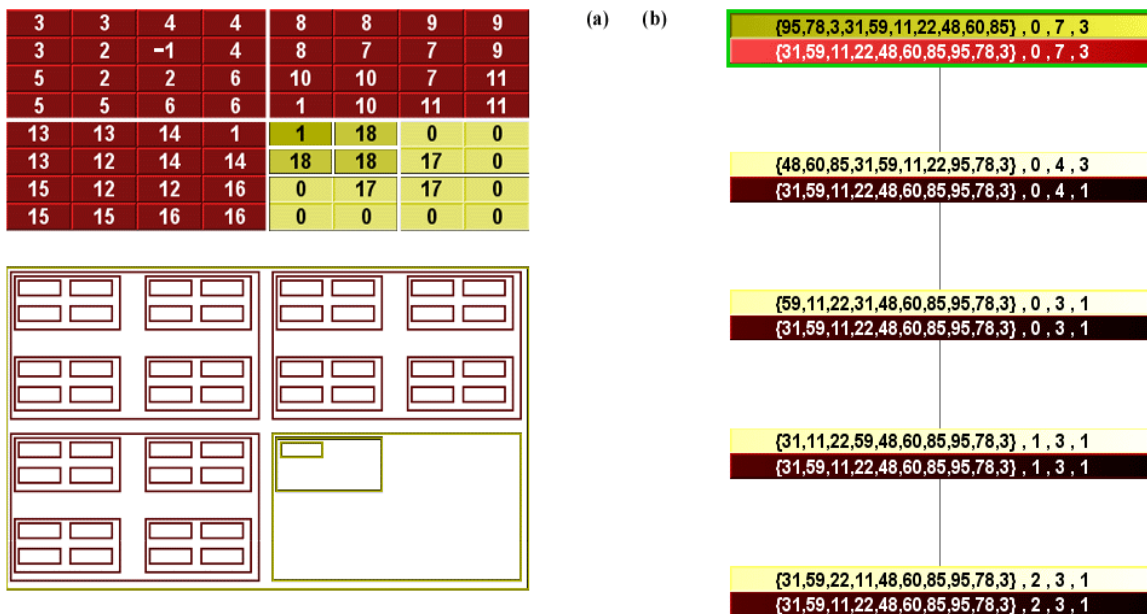 3 3 4 4 8 8 9 9
3 2 −1 4 8 7 7 9
5 2 2 6 10 10 7 11
5 5 6 6 1 10 11 11
13 13 14 1 1 18 0 0
13 12 14 14 18 18 17 0
15 12 12 16 0 17 17 0
15 15 16 16 0 0 0 0
(a) (b)
{95,78,3,31,59,11,22,48,60,85} , 0 , 7 , 3
{31,59,11,22,48,60,85,95,78,3} , 0 , 7 , 3
{48,60,85,31,59,11,22,95,78,3} , 0 , 4 , 3
{31,59,11,22,48,60,85,95,78,3} , 0 , 4 , 1
{59,11,22,31,48,60,85,95,78,3} , 0 , 3 , 1
{31,59,11,22,48,60,85,95,78,3} , 0 , 3 , 1
{31,11,22,59,48,60,85,95,78,3} , 1 , 3 , 1
{31,59,11,22,48,60,85,95,78,3} , 1 , 3 , 1
{31,59,22,11,48,60,85,95,78,3} , 2 , 3 , 1
{31,59,11,22,48,60,85,95,78,3} , 2 , 3 , 1